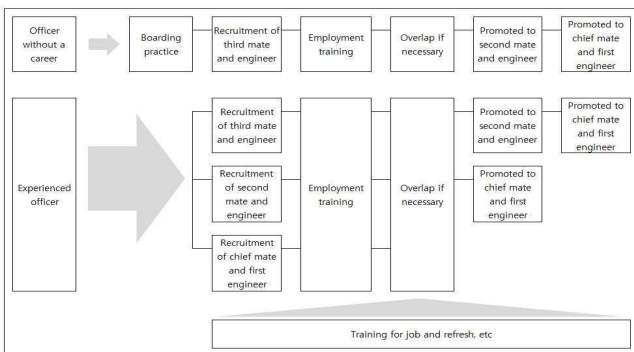 Officer
without a
career
Boarding
practice
Recruitment of
third mate
and engineer
Employment
training
Overlap if
necessary
Promoted to
second mate
and engineer
Promoted to
chief mate
and first
engineer
Experienced
officer
Recruitment
of third mate
and engineer
Recruitment
of second
mate and
engineer
Recruitment
of chief mate
and first
engineer
Employment
training
Overlap if
necessary
Promoted to
second mate
and engineer
Promoted to
chief mate
and first
engineer
Promoted to
chief mate
and first
engineer
Training for job and refresh, etc